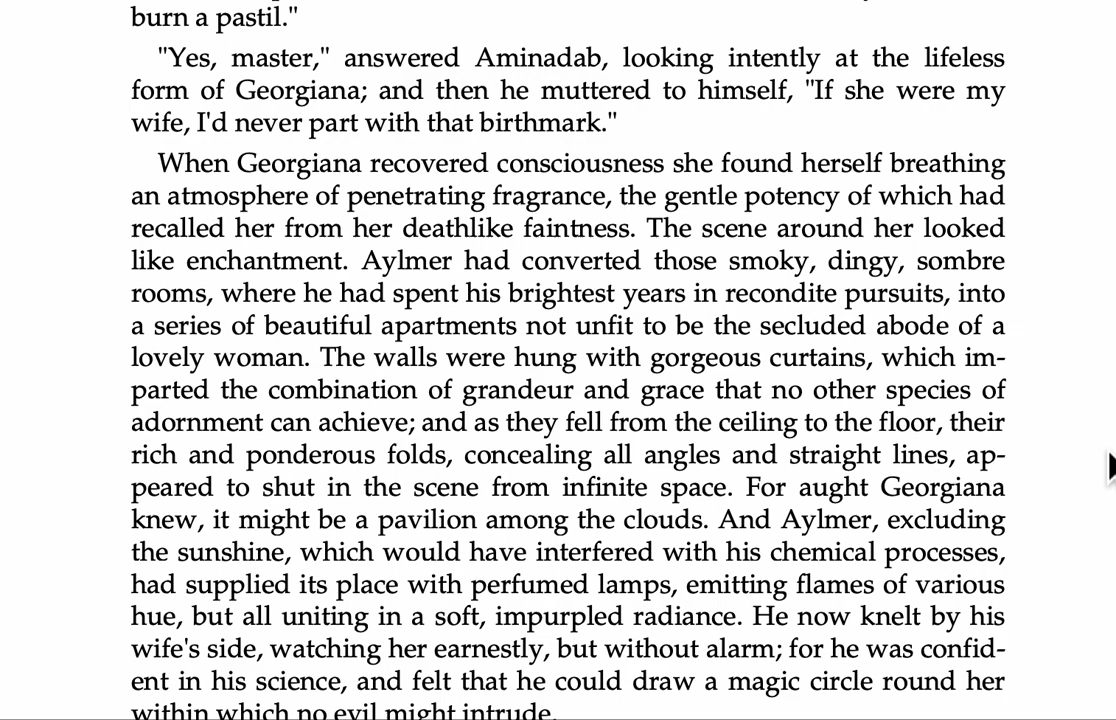 burn a pastil."
"Yes, master," answered Aminadab, looking intently at the lifeless
form of Georgiana; and then he muttered to himself, "If she were my
wife, I'd never part with that birthmark."
When Georgiana recovered consciousness she found herself breathing
an atmosphere of penetrating fragrance, the gentle potency of which had
recalled her from her deathlike faintness. The scene around her looked
like enchantment. Aylmer had converted those smoky, dingy, sombre
rooms, where he had spent his brightest years in recondite pursuits, into
a series of beautiful apartments not unfit to be the secluded abode of a
lovely woman. The walls were hung with gorgeous curtains, which im-
parted the combination of grandeur and grace that no other species of
adornment can achieve; and as they fell from the ceiling to the floor, their
rich and ponderous folds, concealing all angles and straight lines, ap-
peared to shut in the scene from infinite space. For aught Georgiana
knew, it might be a pavilion among the clouds. And Aylmer, excluding
the sunshine, which would have interfered with his chemical processes,
had supplied its place with perfumed lamps, emitting flames of various
hue, but all uniting in a soft, impurpled radiance. He now knelt by his
wife's side, watching her earnestly, but without alarm; for he was confid-
ent in his science, and felt that he could draw a magic circle round her
within which no evil might intrude.